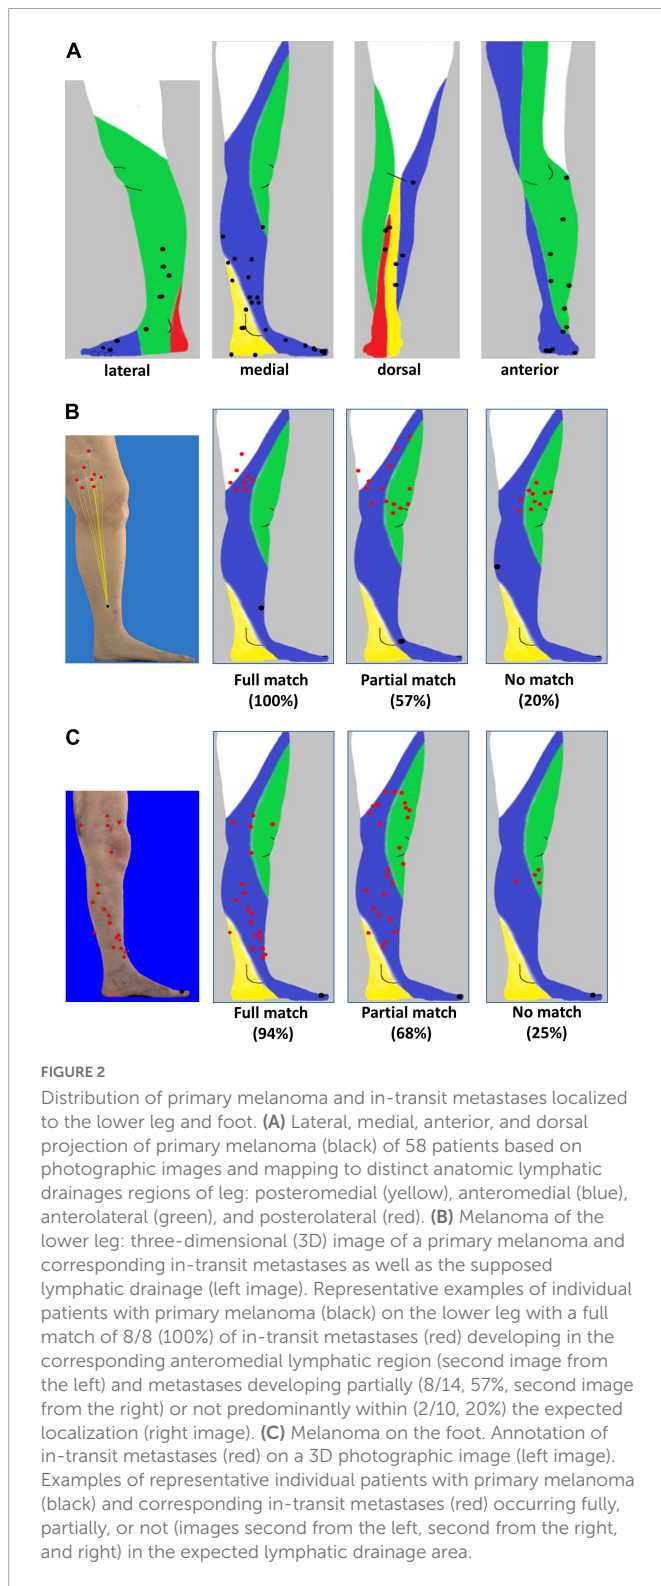 A
lateral
medial
dorsal
anterior
B
Full match
(100%)
Partial match
(57%)
No match
(20%)
C
Full match
(94%)
Partial match
(68%)
No match
(25%)
FIGURE 2
Distribution of primary melanoma and in-transit metastases localized
to the lower leg and foot. (A) Lateral, medial, anterior, and dorsal
projection of primary melanoma (black) of 58 patients based on
photographic images and mapping to distinct anatomic lymphatic
drainages regions of leg: posteromedial (yellow), anteromedial (blue),
anterolateral (green), and posterolateral (red). (B) Melanoma of the
lower leg: three-dimensional (3D) image of a primary melanoma and
corresponding in-transit metastases as well as the supposed
lymphatic drainage (left image). Representative examples of individual
patients with primary melanoma (black) on the lower leg with a full
match of 8/8 (100%) of in-transit metastases (red) developing in the
corresponding anteromedial lymphatic region (second image from
the left) and metastases developing partially (8/14, 57%, second image
from the right) or not predominantly within (2/10, 20%) the expected
localization (right image). (C) Melanoma on the foot. Annotation of
in-transit metastases (red) on a 3D photographic image (left image).
Examples of representative individual patients with primary melanoma
(black) and corresponding in-transit metastases (red) occurring fully,
partially, or not (images second from the left, second from the right,
and right) in the expected lymphatic drainage area.